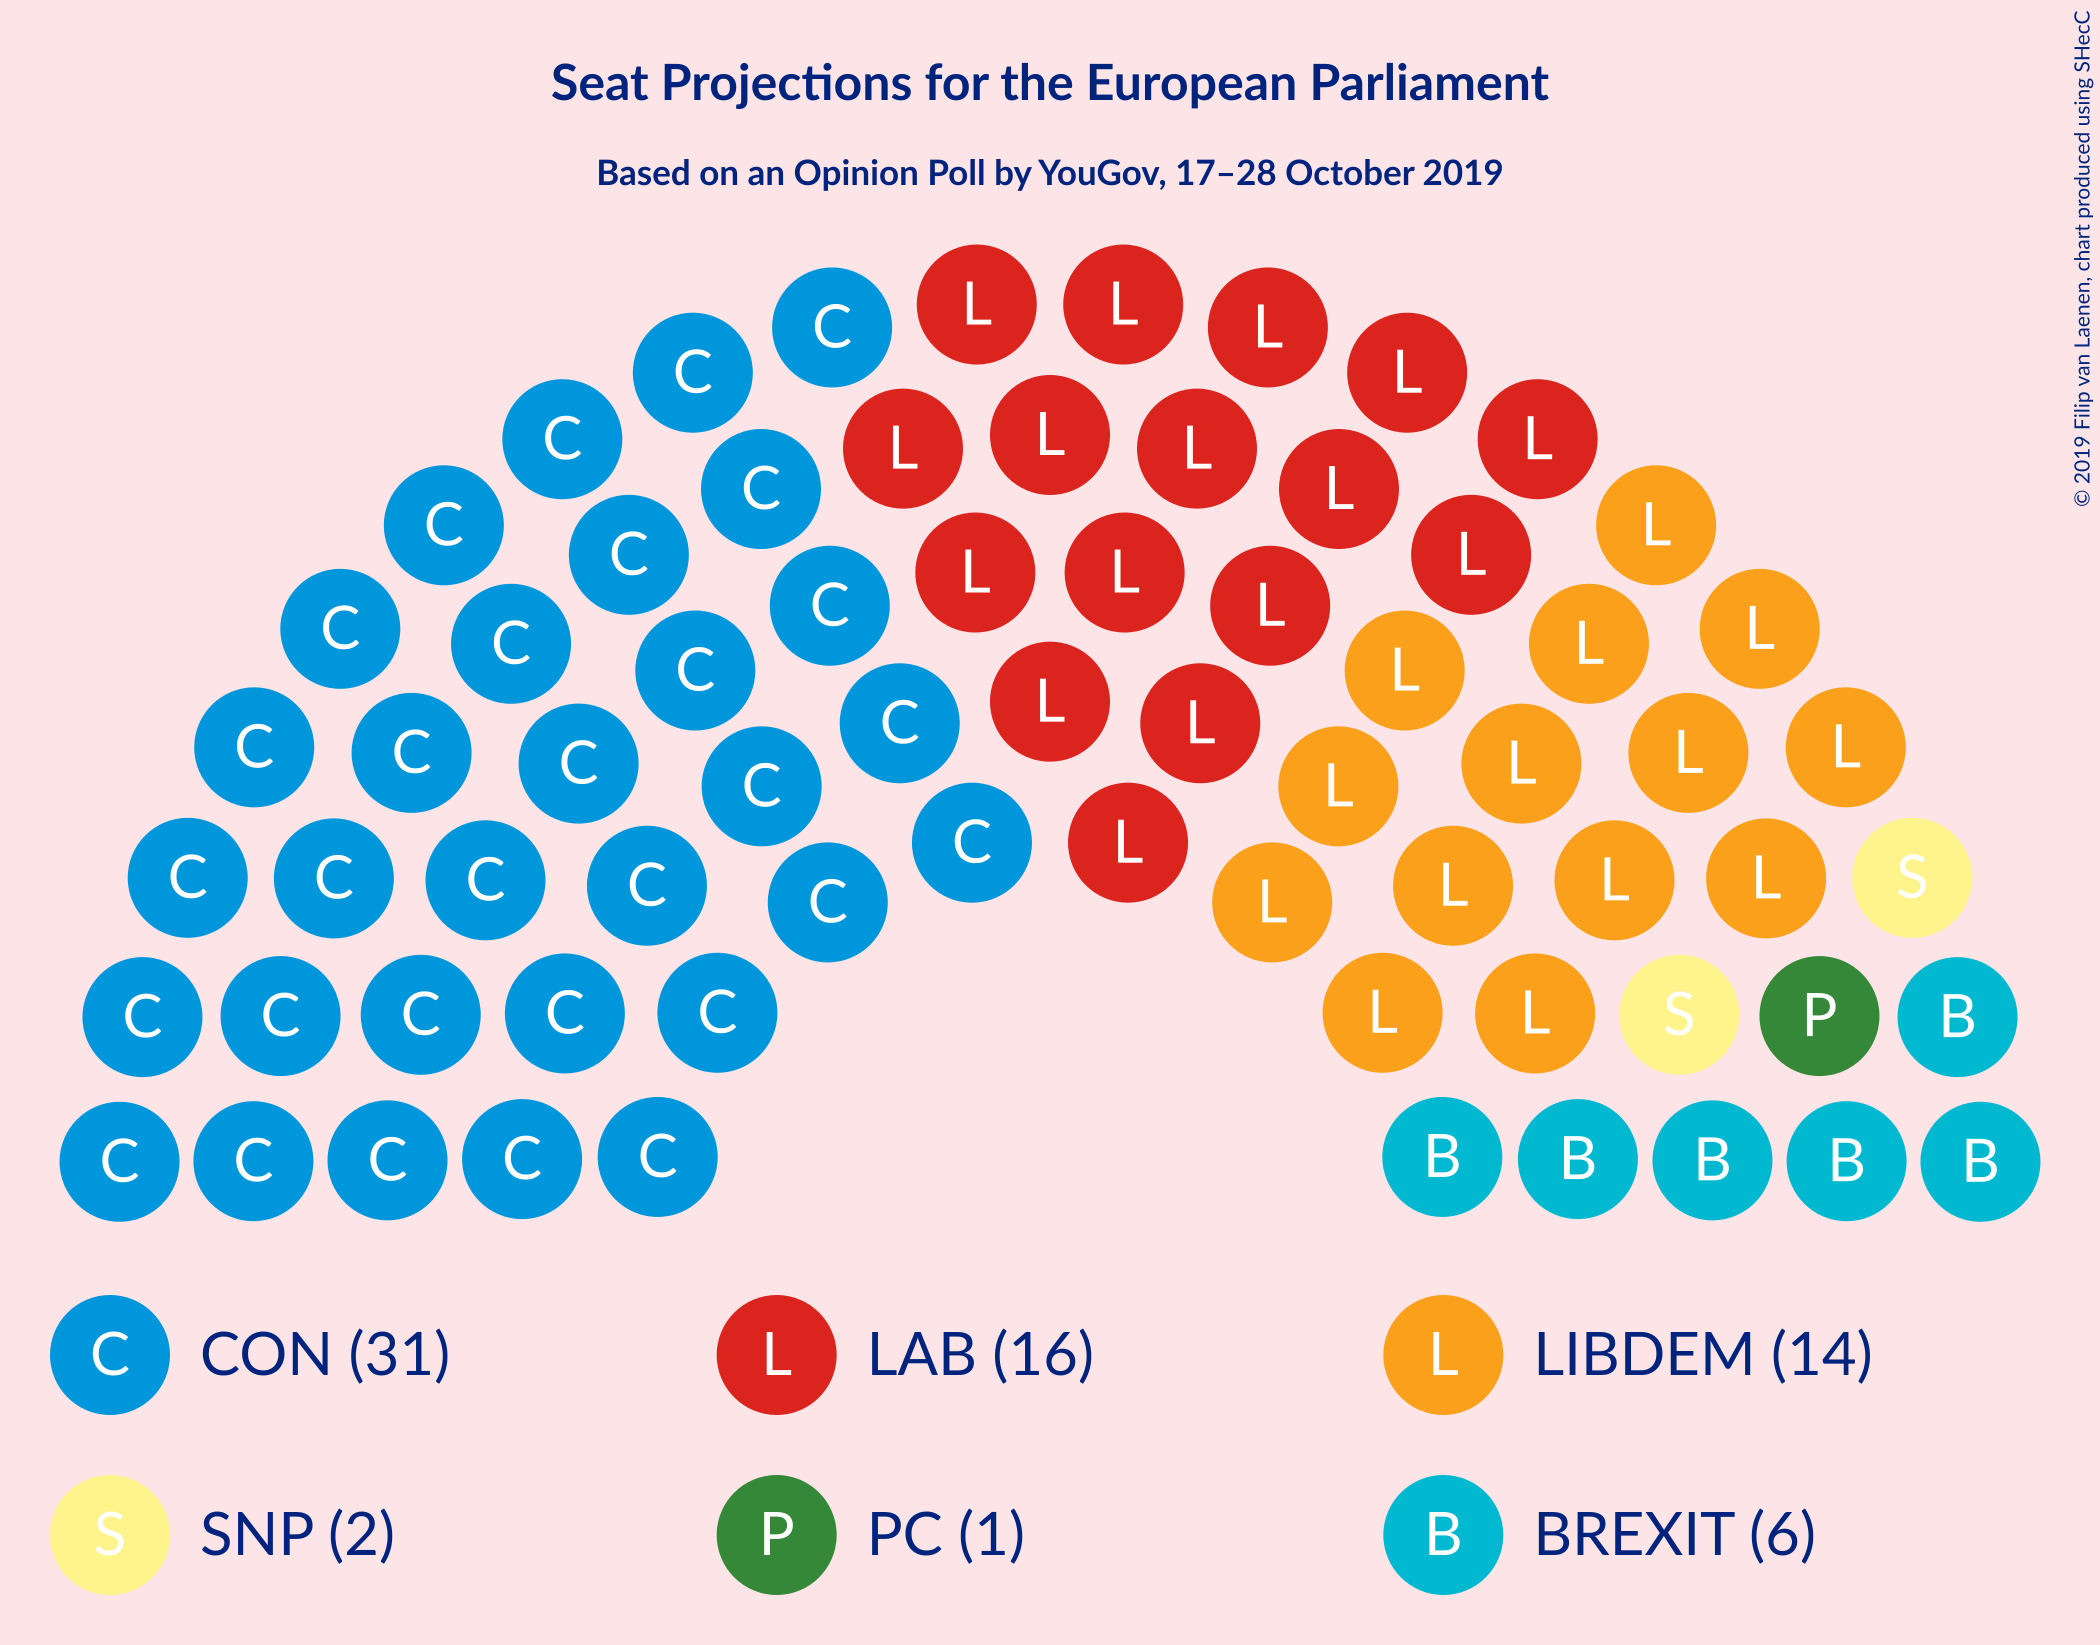 Seat Projections for the European Parliament
Based on an Opinion Poll by YouGov, 17–28 October 2019
© 2019 Filip van Laenen, chart produced using SHecC
L L
C L
C L
C L
L L L
C L
C L
C L
C L
L L
C L
C L
C L
C L
C L
L
C L
C L
C L
C L
C L
C L
C L
C C C C L L L S
C L
C C C C C L L S P B
C C C C C B B B B B
C CON (31) L LAB (16) L LIBDEM (14)
S SNP (2) P PC (1) B BREXIT (6)